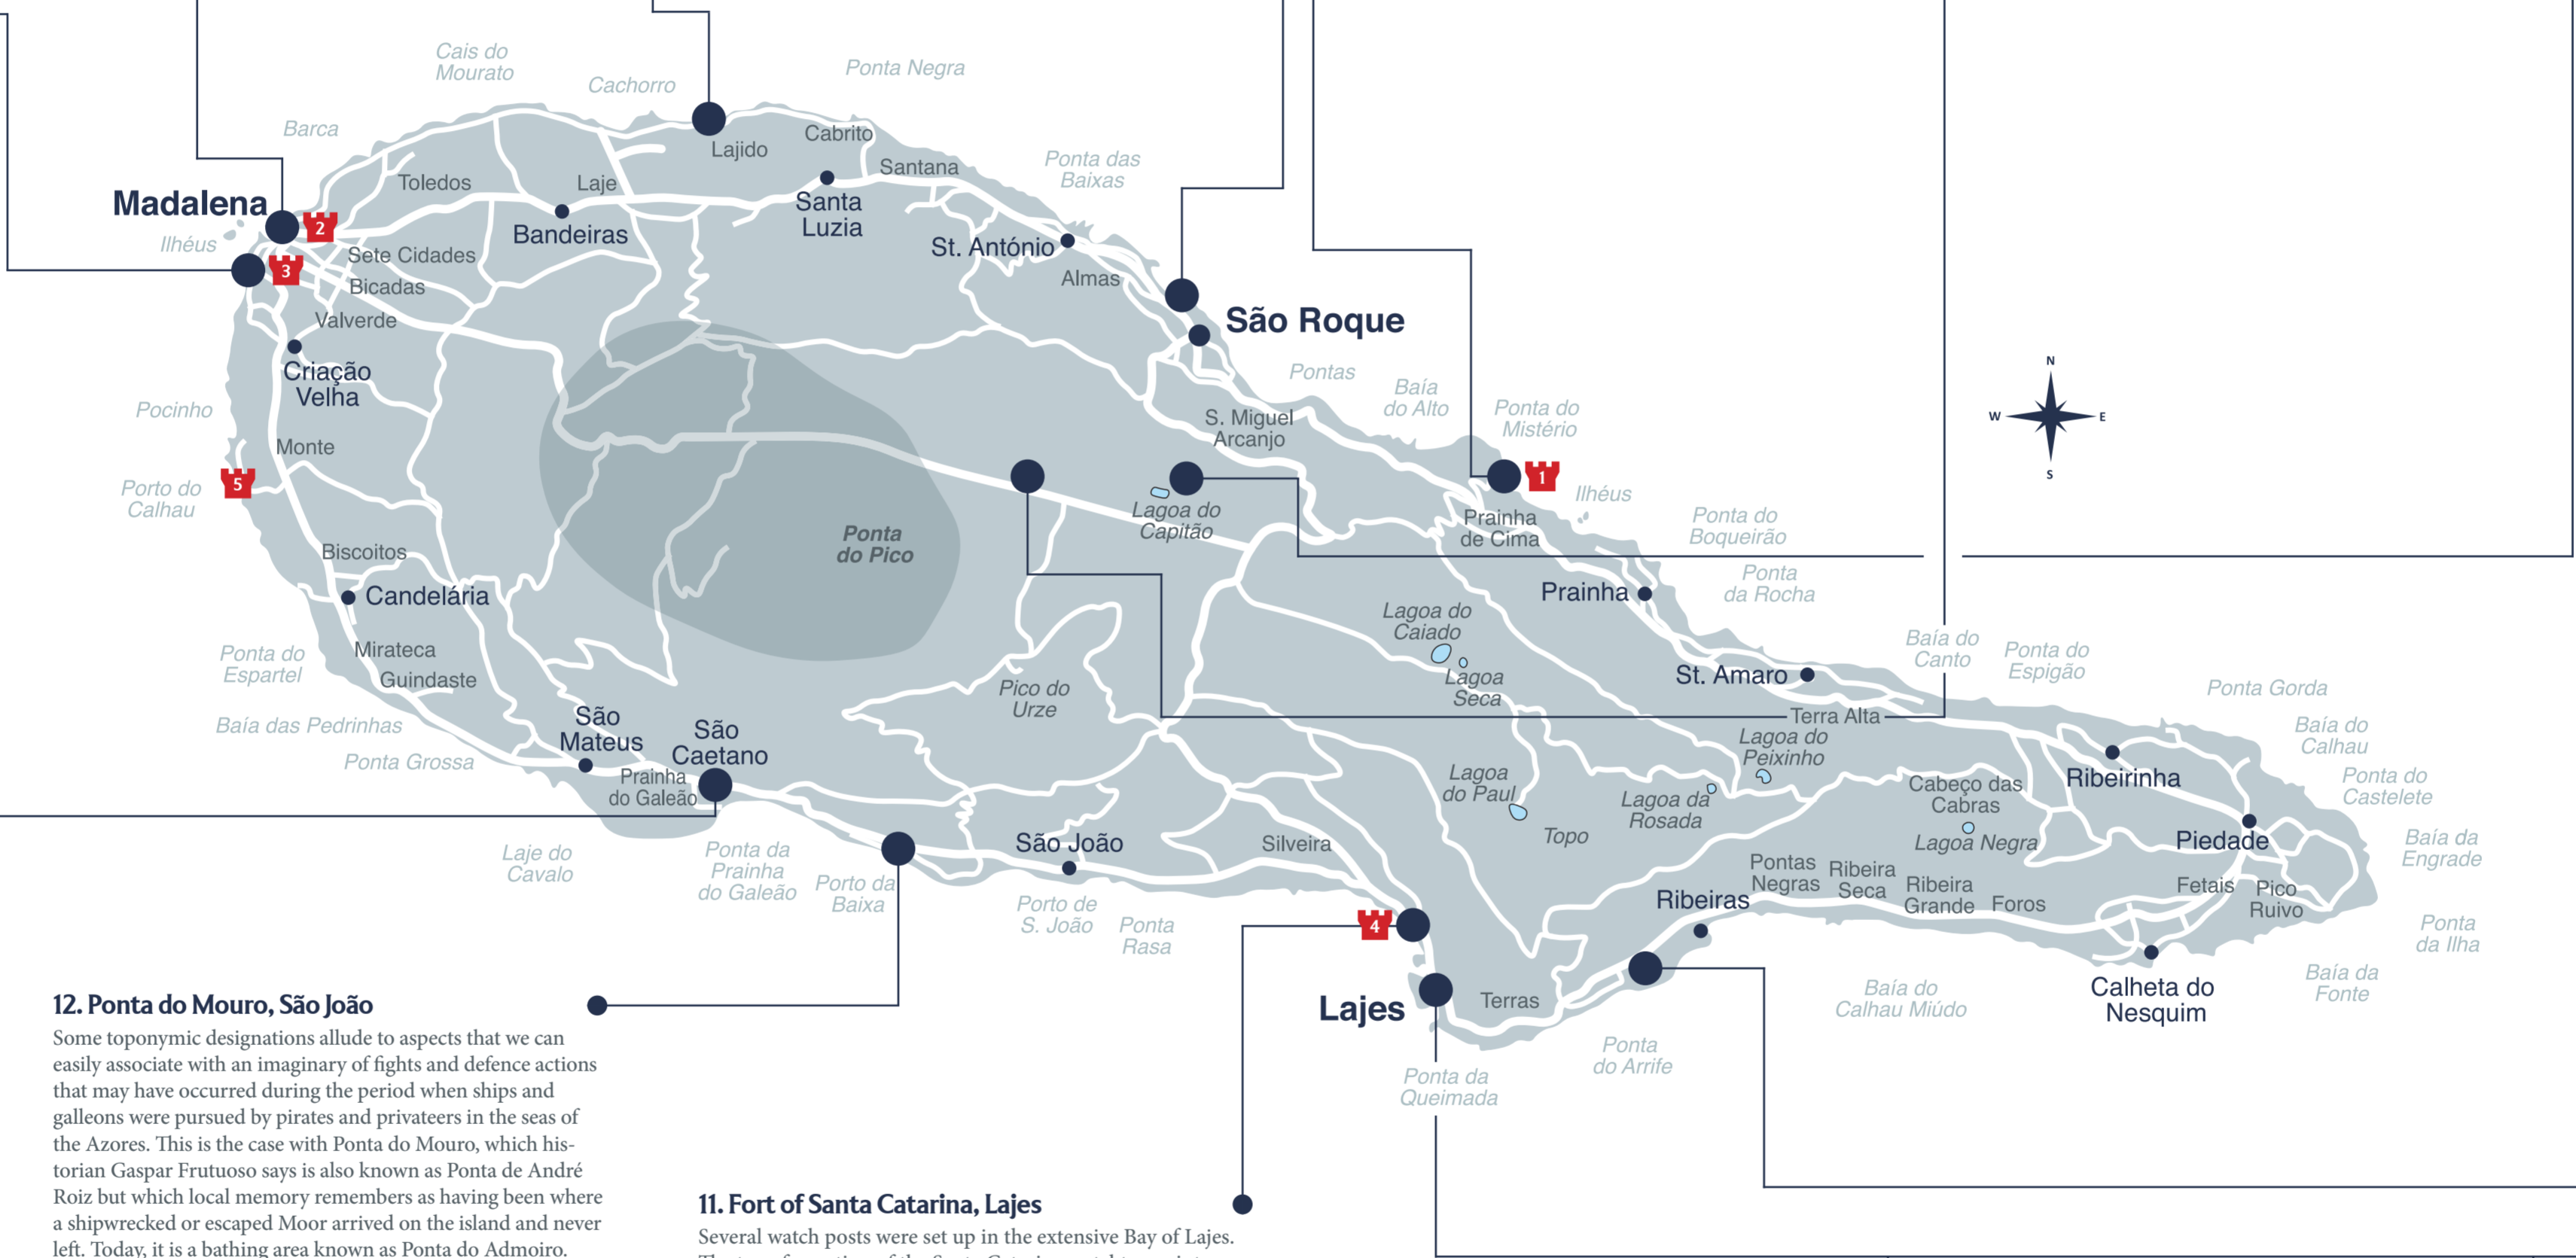 Cais do
Mourato
Cachorro
Ponta Negra
Barca
Lajido
Cabrito
Santana
Ponta das
Baixas
Toledos
Laje
Madalena
2
Ilhéus
Bandeiras
Santa
Luzia
St. António
3
Sete Cidades
Bicadas
Almas
Valverde
São Roque
Criação
Velha
Pontas
Baía
do Alto
Ponta do
Mistério
N
W
E
S
Pocinho
Monte
S. Miguel
Arcanjo
5
Porto do
Calhau
1
Ilhéus
Lagoa do
Capitão
Prainha
de Cima
Ponta do
Boqueirão
Ponta
do Pico
Biscoitos
Candelária
Prainha
Ponta
da Rocha
Lagoa do
Caiado
Mirateca
Guindaste
Ponta do
Espartel
Lagoa
Seca
St. Amaro
Baía do
Canto
Ponta do
Espigão
Pico do
Urze
Ponta Gorda
Baía das Pedrinhas
São
Mateus
São
Caetano
Terra Alta
Lagoa do
Peixinho
Baía do
Calhau
Ponta Grossa
Prainha
do Galeão
Lagoa
do Paul
Lagoa da
Rosada
Cabeço das
Cabras
Ribeirinha
Ponta do
Castelete
Topo
Lagoa Negra
Piedade
Baía da
Engrade
Laje do
Cavalo
Ponta da
Prainha
do Galeão
Porto da
Baixa
São João
Silveira
Pontas
Negras
Ribeira
Seca
Ribeira
Grande
Foros
Fetais
Pico
Ruivo
Ribeiras
Porto de
S. João
Ponta
Rasa
4
Ponta
da Ilha
Lajes
Terras
Baía do
Calhau Miúdo
Calheta do
Nesquim
Baía da
Fonte
Ponta
do Arrife
Ponta da
Queimada
12. Ponta do Mouro, São João
Some toponymic designations allude to aspects that we can
easily associate with an imaginary of fights and defence actions
that may have occurred during the period when ships and
galleons were pursued by pirates and privateers in the seas of
the Azores. This is the case with Ponta do Mouro, which his-
torian Gaspar Frutuoso says is also known as Ponta de André
Roiz but which local memory remembers as having been where
a shipwrecked or escaped Moor arrived on the island and never
left. Today, it is a bathing area known as Ponta do Admoiro.
11. Fort of Santa Catarina, Lajes
Several watch posts were set up in the extensive Bay of Lajes.